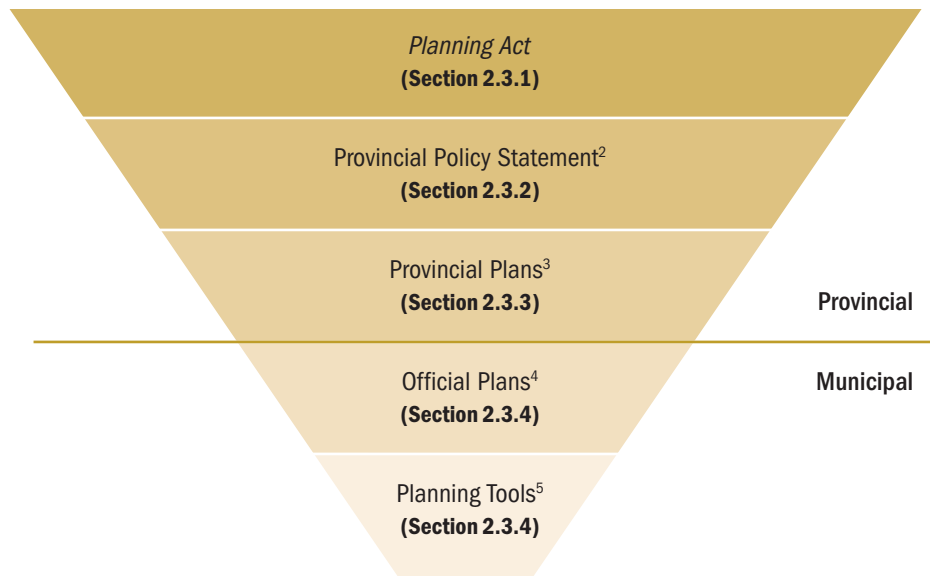 Planning Act
(Section 2.3.1)
Provincial Policy Statement²
(Section 2.3.2)
Provincial Plans³
(Section 2.3.3)
Provincial
Official Plans⁴
Municipal
(Section 2.3.4)
Planning Tools⁵
(Section 2.3.4)